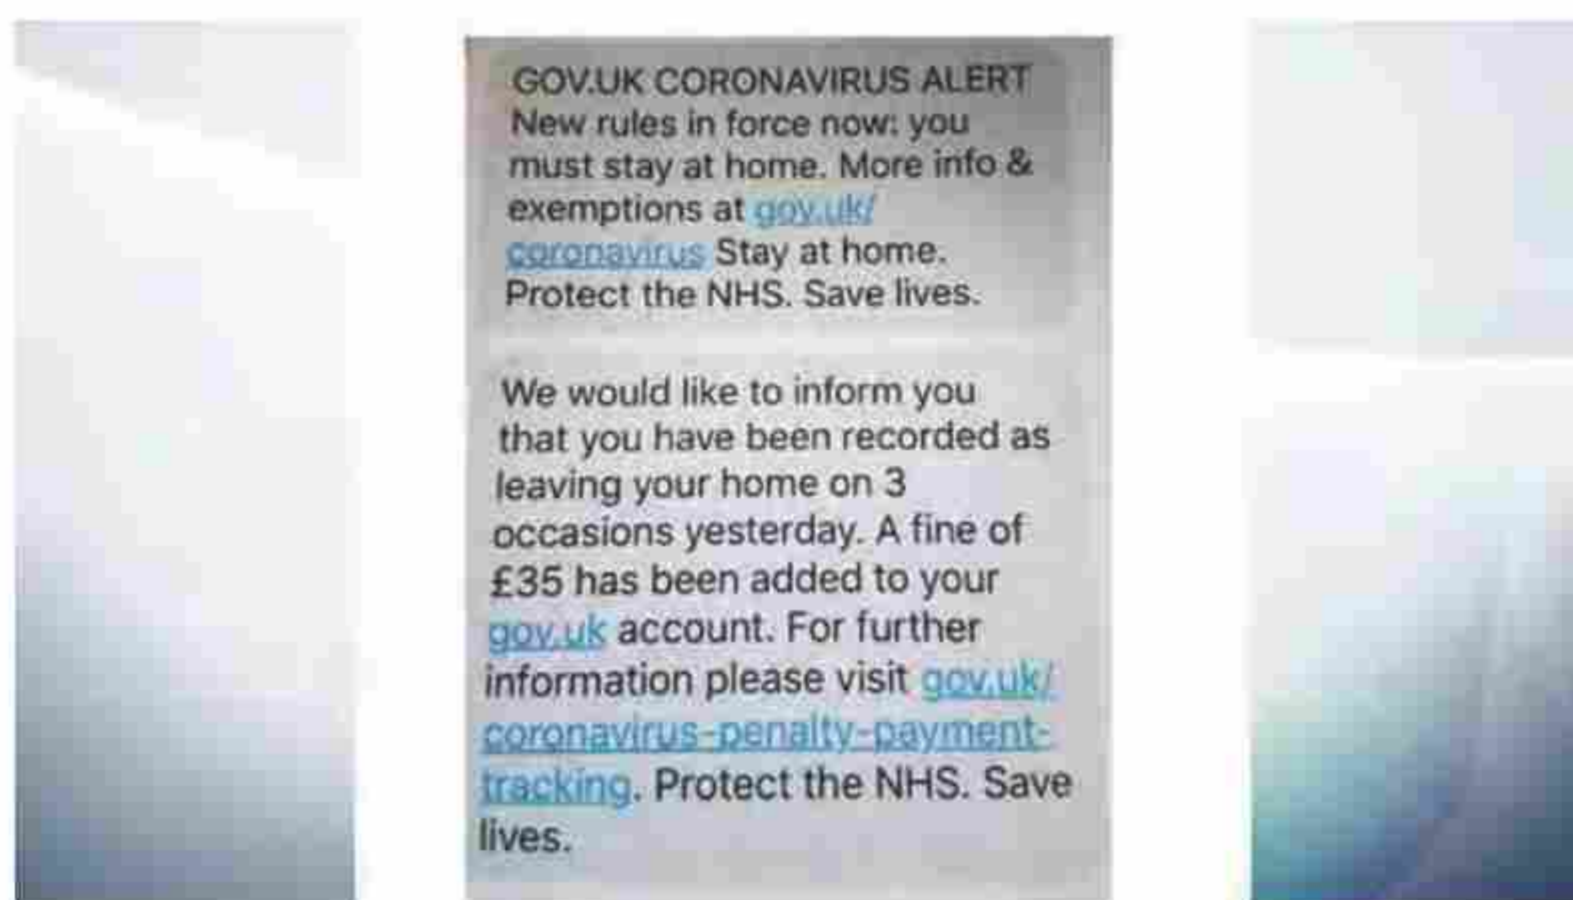 GOV.UK CORONAVIRUS ALERT
New rules in force now: you
must stay at home. More info &
exemptions at gov.uk/
coronavirus Stay at home.
Protect the NHS. Save lives.
We would like to inform you
that you have been recorded as
leaving your home on 3
occasions yesterday. A fine of
£35 has been added to your
gov.uk account. For further
information please visit gov.uk/
coronavirus-penalty-payment-
tracking. Protect the NHS. Save
lives.